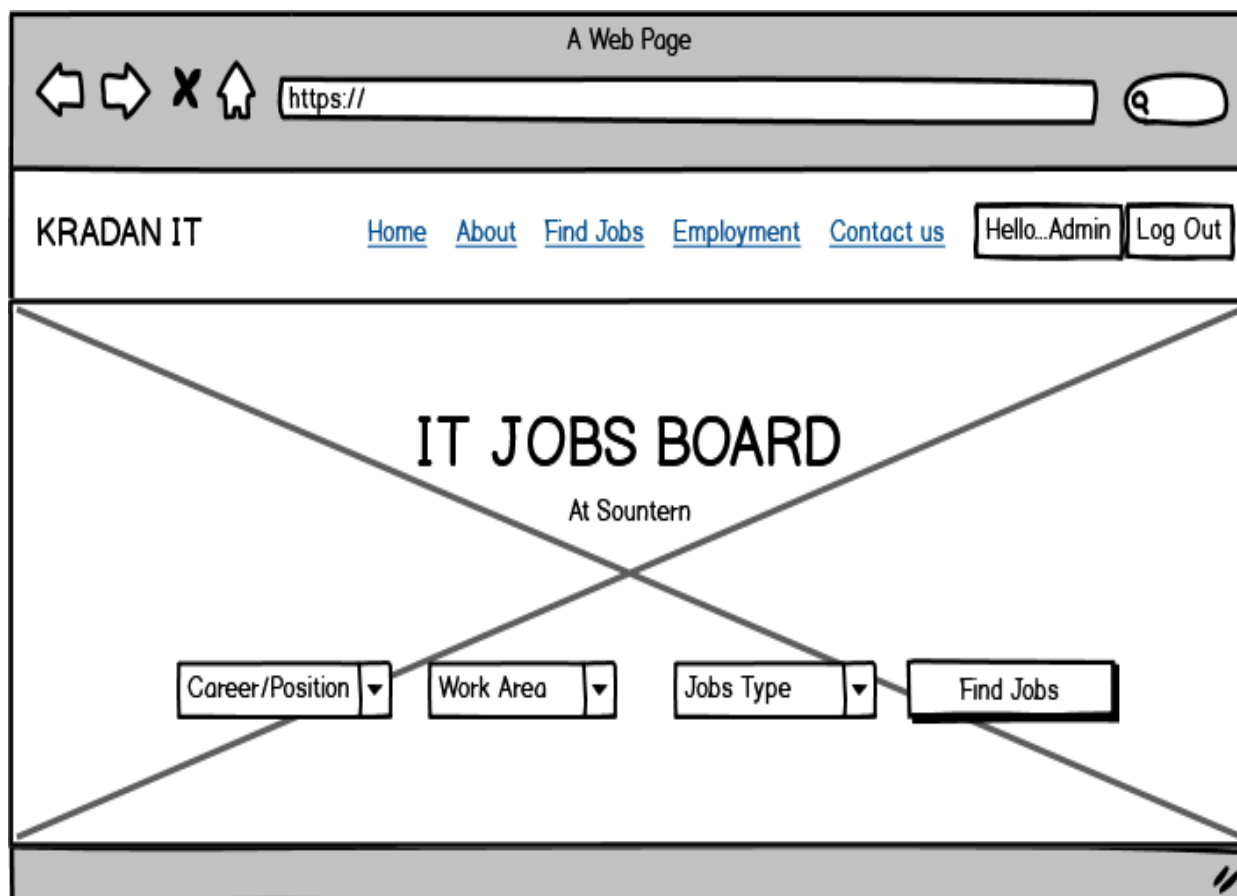 A Web Page
https://
KRADAN IT Home About Find Jobs Employment Contact us Hello...Admin Log Out
IT JOBS BOARD
At Sountern
Career/Position Work Area Jobs Type Find Jobs